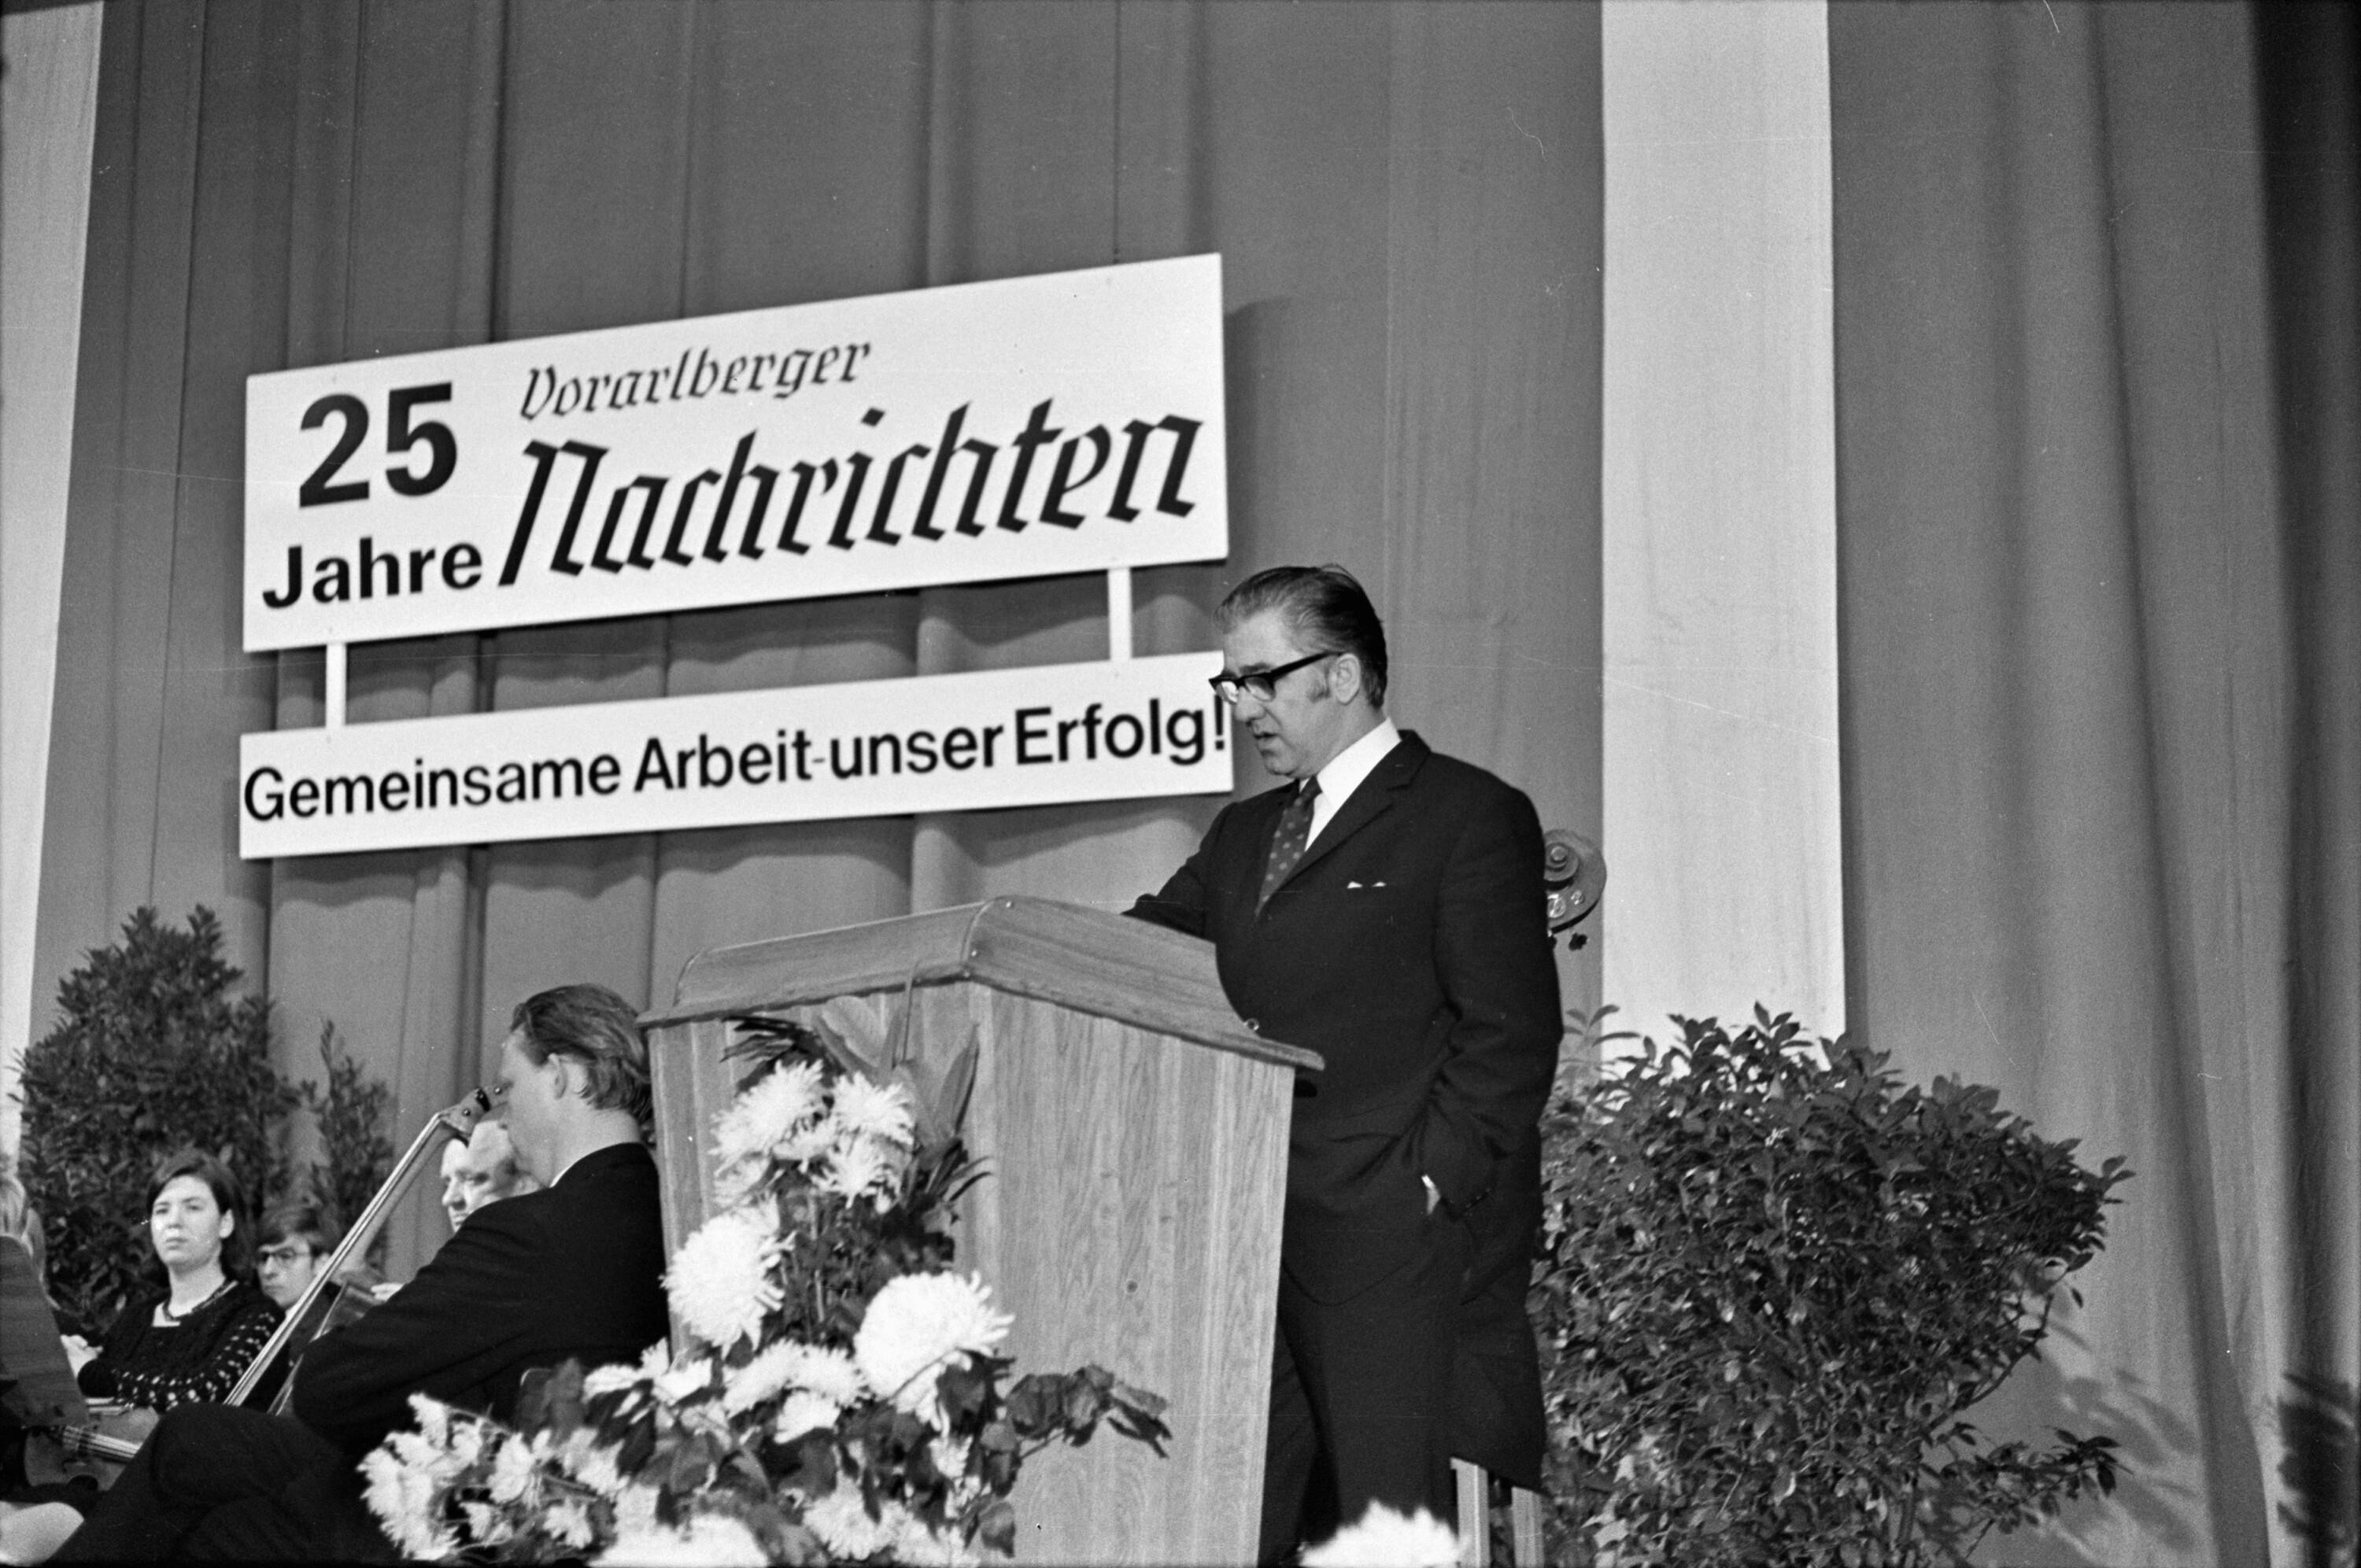 25
Jahre
Vorarlberger
Nachrichten
Gemeinsame Arbeit-unser Erfolg!